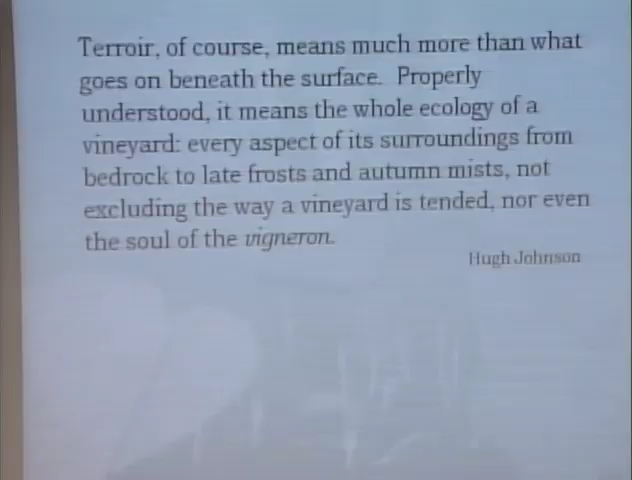 Terroir, of course, means much more than what
goes on beneath the surface. Properly
understood, it means the whole ecology of a
vineyard: every aspect of its surroundings from
bedrock to late frosts and autumn mists, not
excluding the way a vineyard is tended, nor even
the soul of the vigneron.
Hugh Johnson